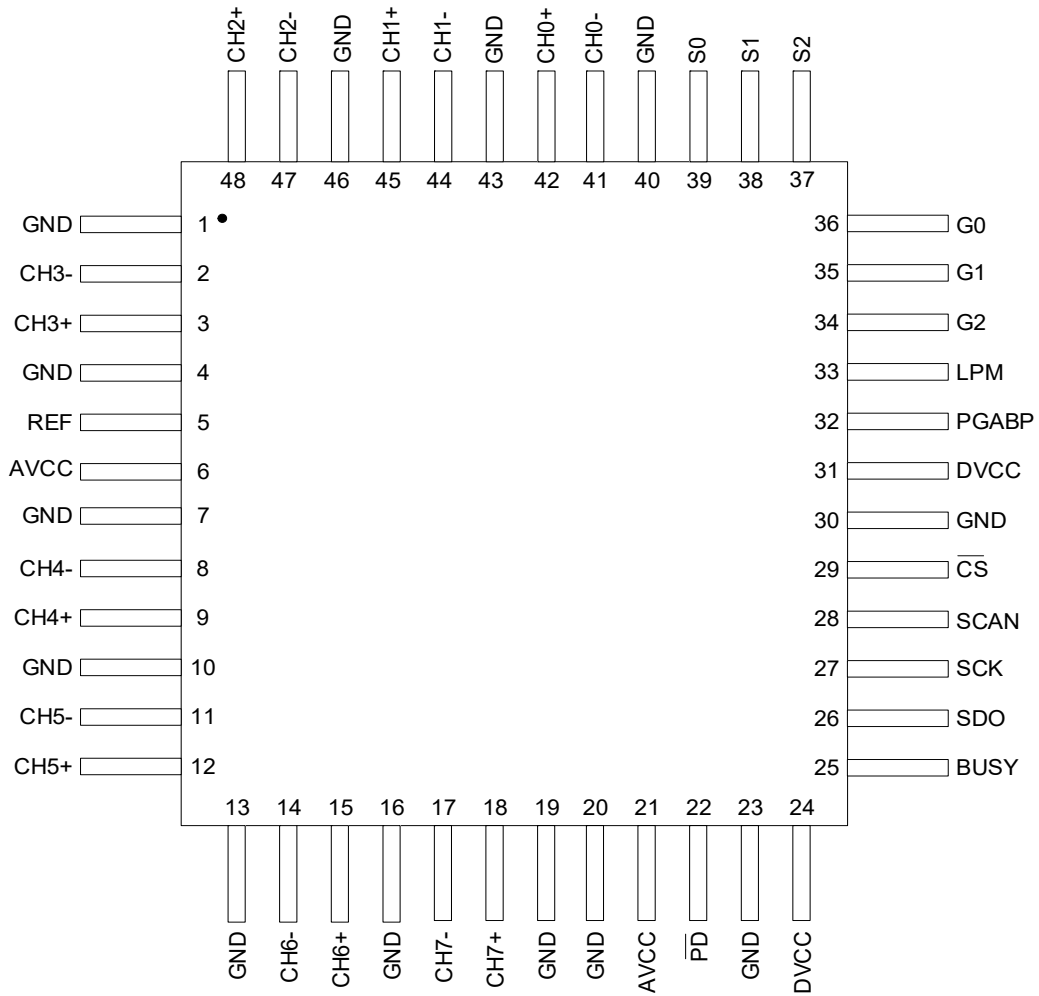 CH2+ CH2- GND CH1+ CH1- GND CH0+ CH0- GND S0 S1 S2
48 47 46 45 44 43 42 41 40 39 38 37
GND 1 36 G0
CH3- 2 35 G1
CH3+ 3 34 G2
GND 4 33 LPM
REF 5 32 PGABP
AVCC 6 31 DVCC
GND 7 30 GND
CH4- 8 29 C̅S̅
CH4+ 9 28 SCAN
GND 10 27 SCK
CH5- 11 26 SDO
CH5+ 12 25 BUSY
13 14 15 16 17 18 19 20 21 22 23 24
GND CH6- CH6+ GND CH7- CH7+ GND GND AVCC P̅D̅ GND DVCC